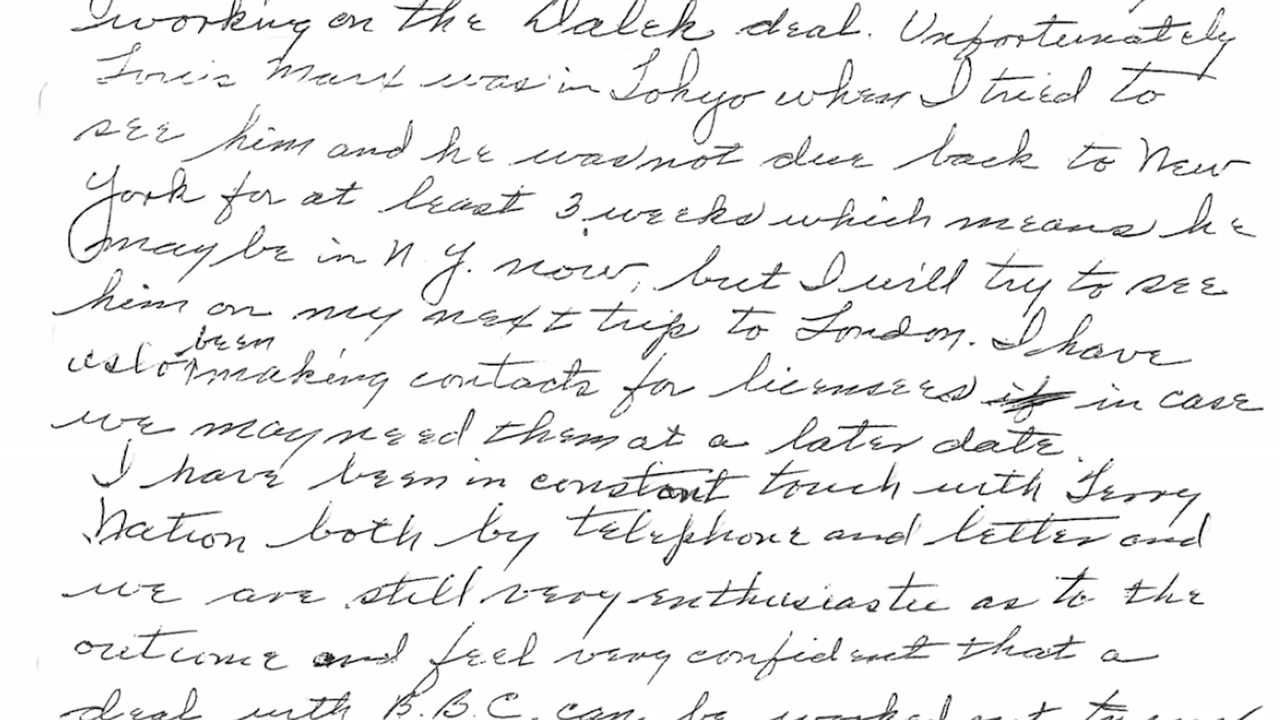 working on the Dalek deal. Unfortunately
Louis Marx was in Tokyo when I tried to
see him and he was not due back to New
York for at least 3 weeks which means he
may be in N.Y. now, but I will try to see
him on my next trip to London. I have
been
also making contacts for licensees if in case
we may need them at a later date.
I have been in constant touch with Terry
Nation both by telephone and letter and
we are still very enthusiastic as to the
outcome and feel very confident that a
deal with B.B.C. can be worked out